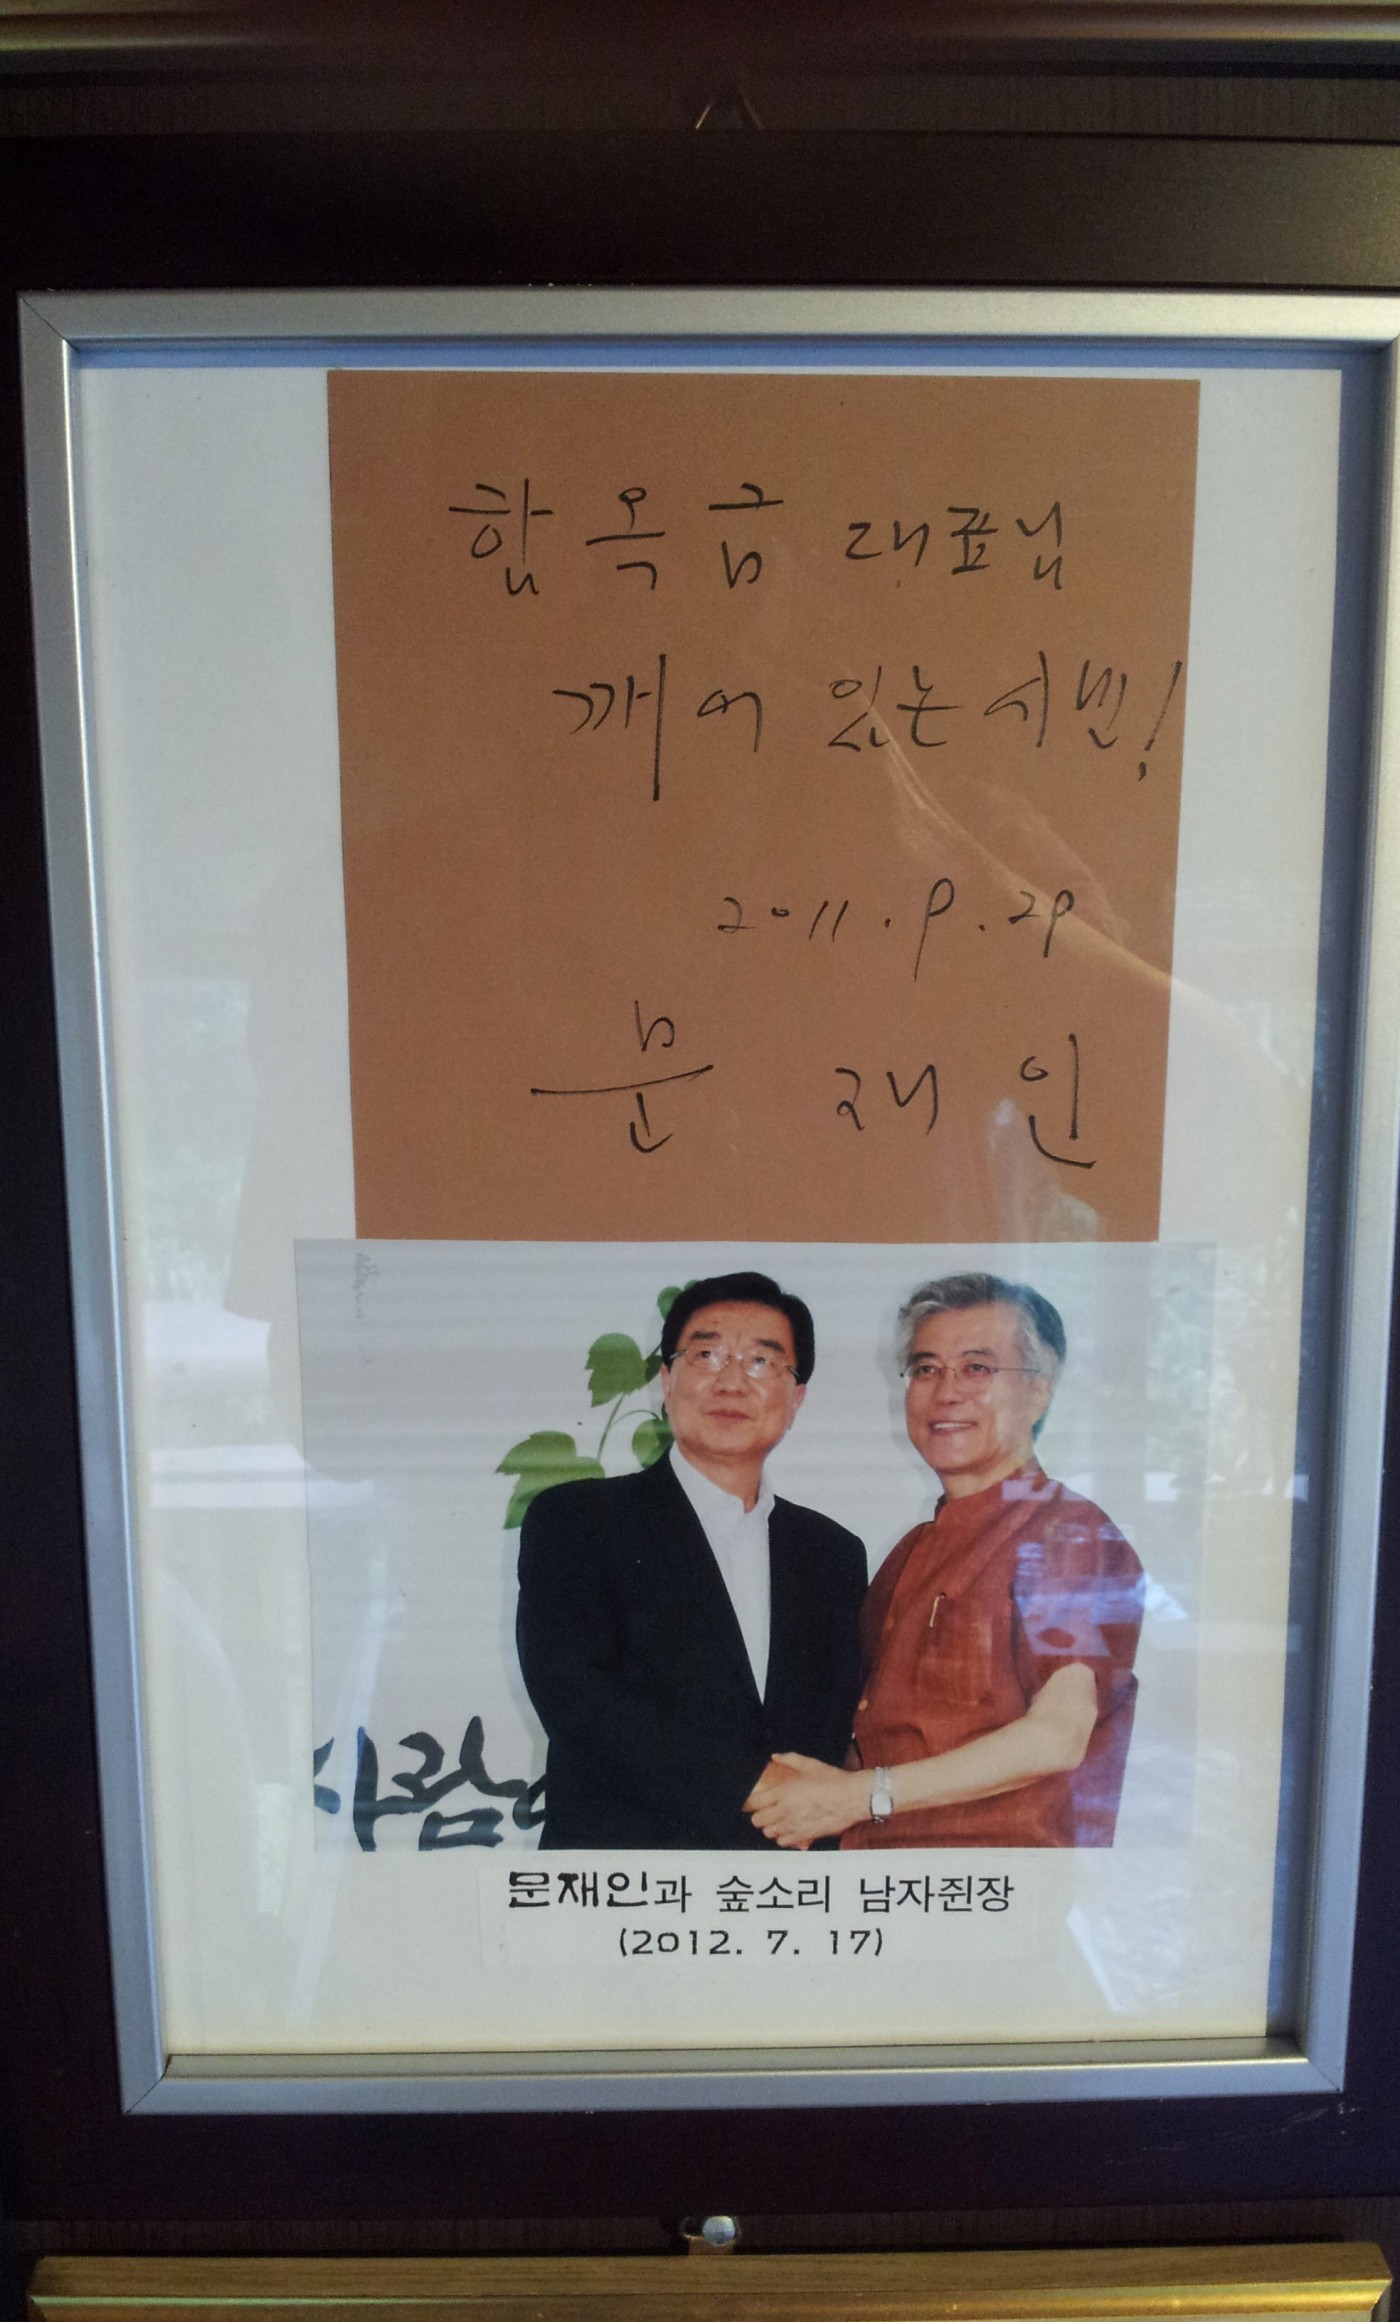 함옥금 대표님
깨어 있는 시민!
2011. 9. 29
문 재 인
사람
문재인과 숲소리 남자쥔장
(2012. 7. 17)